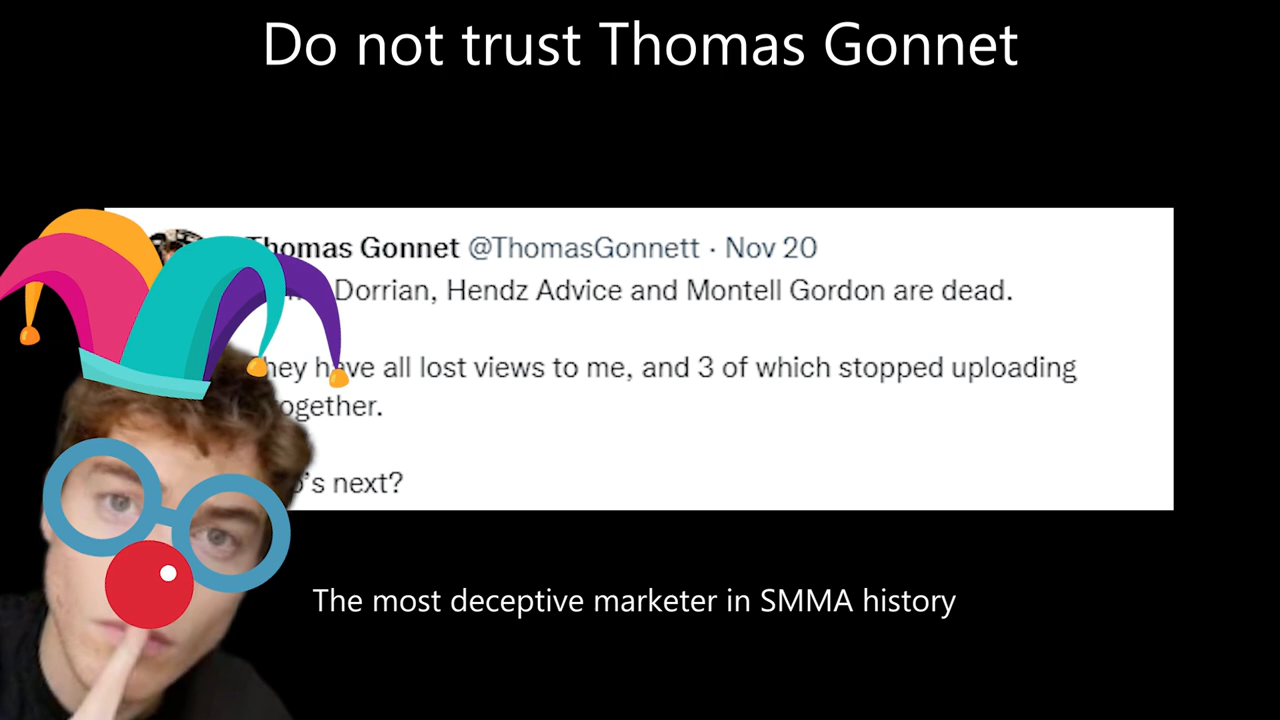 Do not trust Thomas Gonnet
Thomas Gonnet @ThomasGonnett · Nov 20
Dorrian, Hendz Advice and Montell Gordon are dead.
They have all lost views to me, and 3 of which stopped uploading
together.
next?
The most deceptive marketer in SMMA history